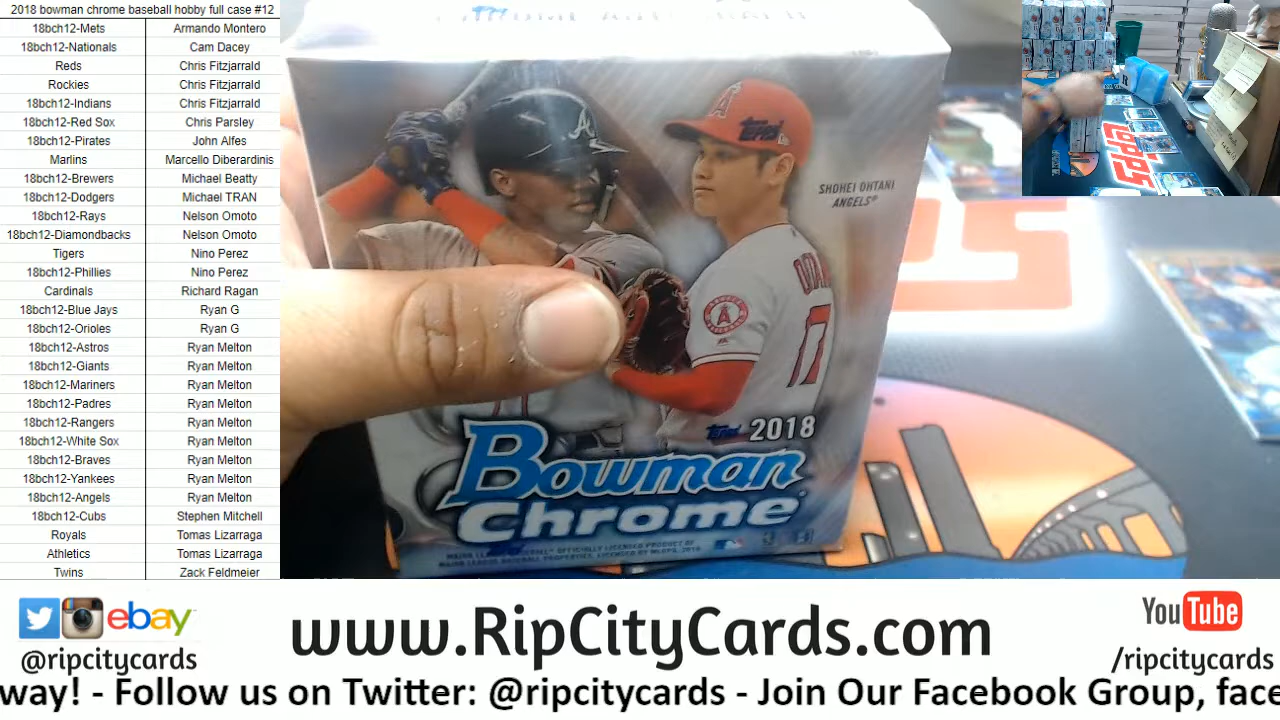 2018 bowman chrome baseball hobby full case #12
18bch12-Mets Armando Montero
18bch12-Nationals Cam Dacey
Reds Chris Fitzjarrald
Rockies Chris Fitzjarrald
18bch12-Indians Chris Fitzjarrald
18bch12-Red Sox Chris Parsley
18bch12-Pirates John Alfes
Marlins Marcello Diberardinis
18bch12-Brewers Michael Beatty
18bch12-Dodgers Michael TRAN
18bch12-Rays Nelson Omoto
18bch12-Diamondbacks Nelson Omoto
Tigers Nino Perez
18bch12-Phillies Nino Perez
Cardinals Richard Ragan
18bch12-Blue Jays Ryan G
18bch12-Orioles Ryan G
18bch12-Astros Ryan Melton
18bch12-Giants Ryan Melton
18bch12-Mariners Ryan Melton
18bch12-Padres Ryan Melton
18bch12-Rangers Ryan Melton
18bch12-White Sox Ryan Melton
18bch12-Braves Ryan Melton
18bch12-Yankees Ryan Melton
18bch12-Angels Ryan Melton
18bch12-Cubs Stephen Mitchell
Royals Tomas Lizarraga
Athletics Tomas Lizarraga
Twins Zack Feldmeier
Topps
SHOHEI OHTANI
ANGELS®
17
Topps 2018
Bowman
Chrome
Topps
ebay
@ripcitycards
www.RipCityCards.com
YouTube
/ripcitycards
way! - Follow us on Twitter: @ripcitycards - Join Our Facebook Group, face